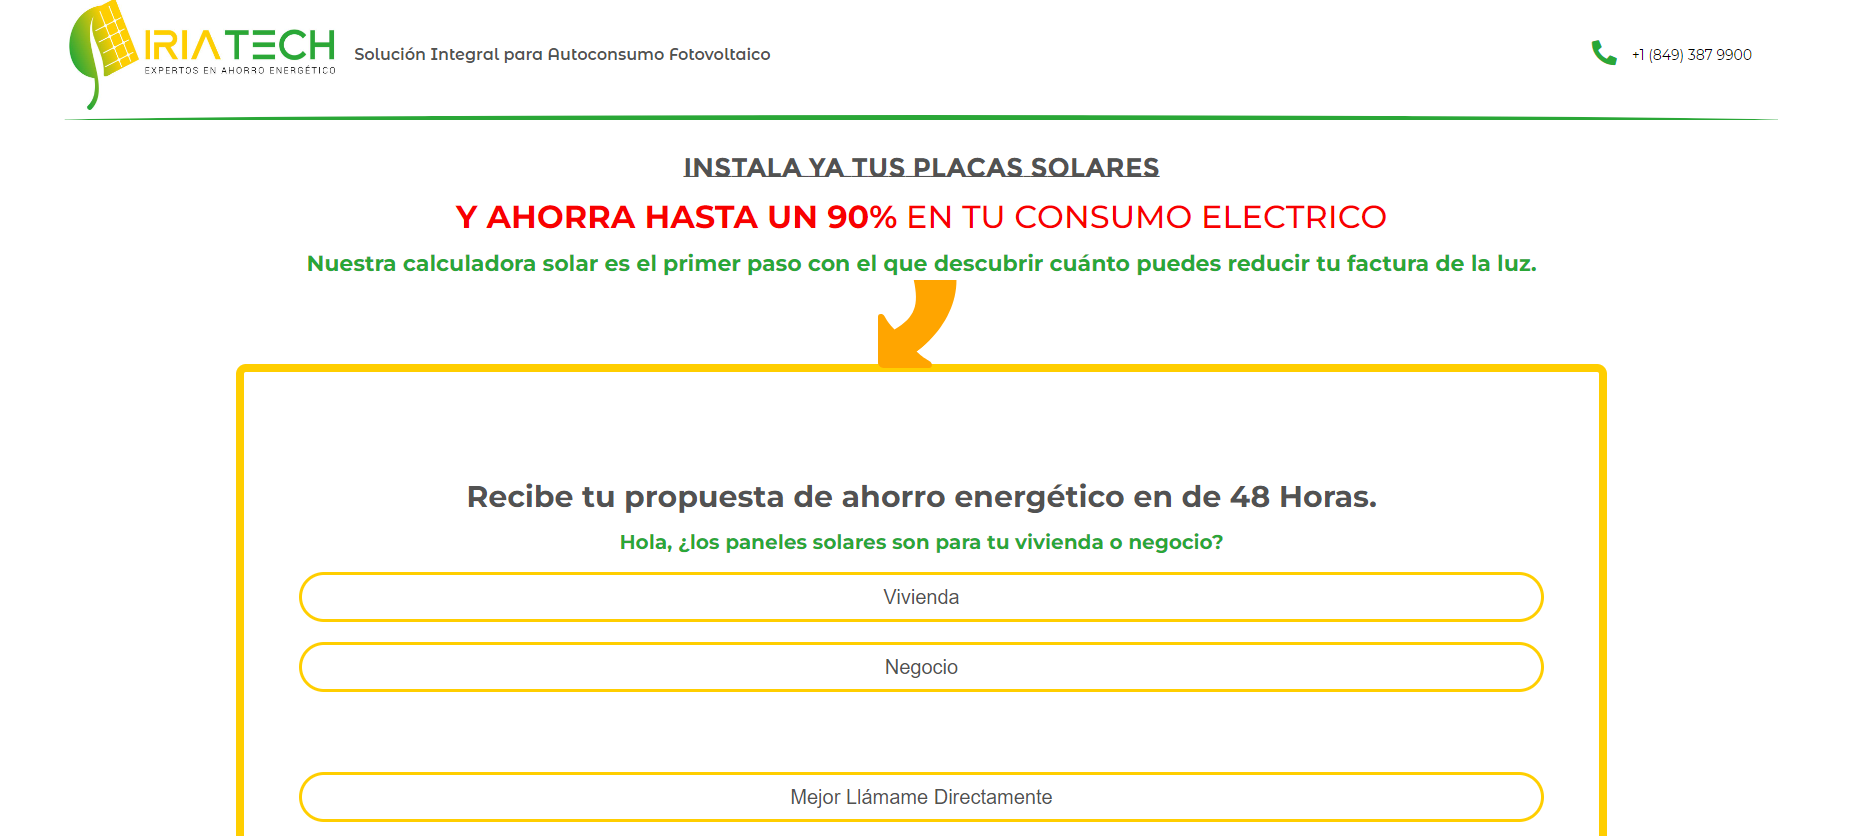 IRIATECH
EXPERTOS EN AHORRO ENERGÉTICO
Solución Integral para Autoconsumo Fotovoltaico
+1 (849) 387 9900
INSTALA YA TUS PLACAS SOLARES
Y AHORRA HASTA UN 90% EN TU CONSUMO ELECTRICO
Nuestra calculadora solar es el primer paso con el que descubrir cuánto puedes reducir tu factura de la luz.
Recibe tu propuesta de ahorro energético en de 48 Horas.
Hola, ¿los paneles solares son para tu vivienda o negocio?
Vivienda
Negocio
Mejor Llámame Directamente